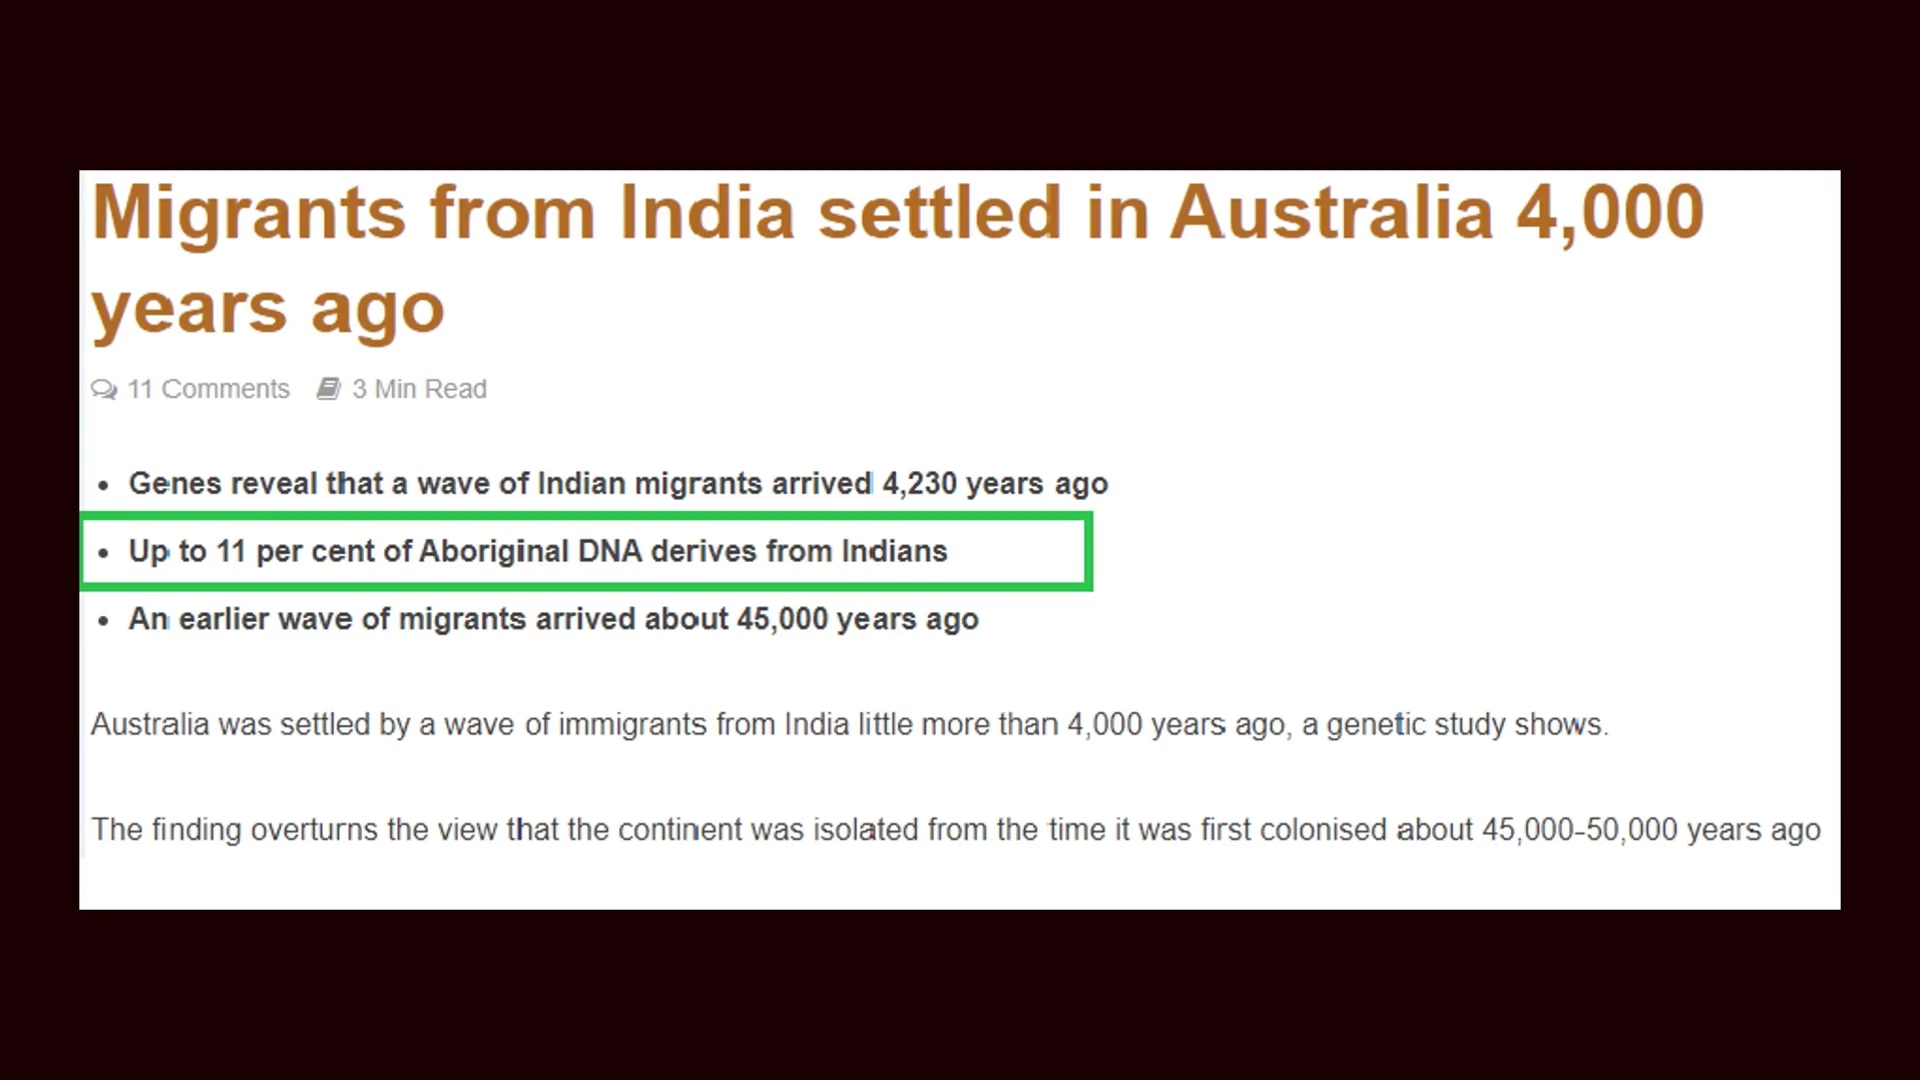 Migrants from India settled in Australia 4,000
years ago
11 Comments 3 Min Read
• Genes reveal that a wave of Indian migrants arrived 4,230 years ago
• Up to 11 per cent of Aboriginal DNA derives from Indians
• An earlier wave of migrants arrived about 45,000 years ago
Australia was settled by a wave of immigrants from India little more than 4,000 years ago, a genetic study shows.
The finding overturns the view that the continent was isolated from the time it was first colonised about 45,000-50,000 years ago